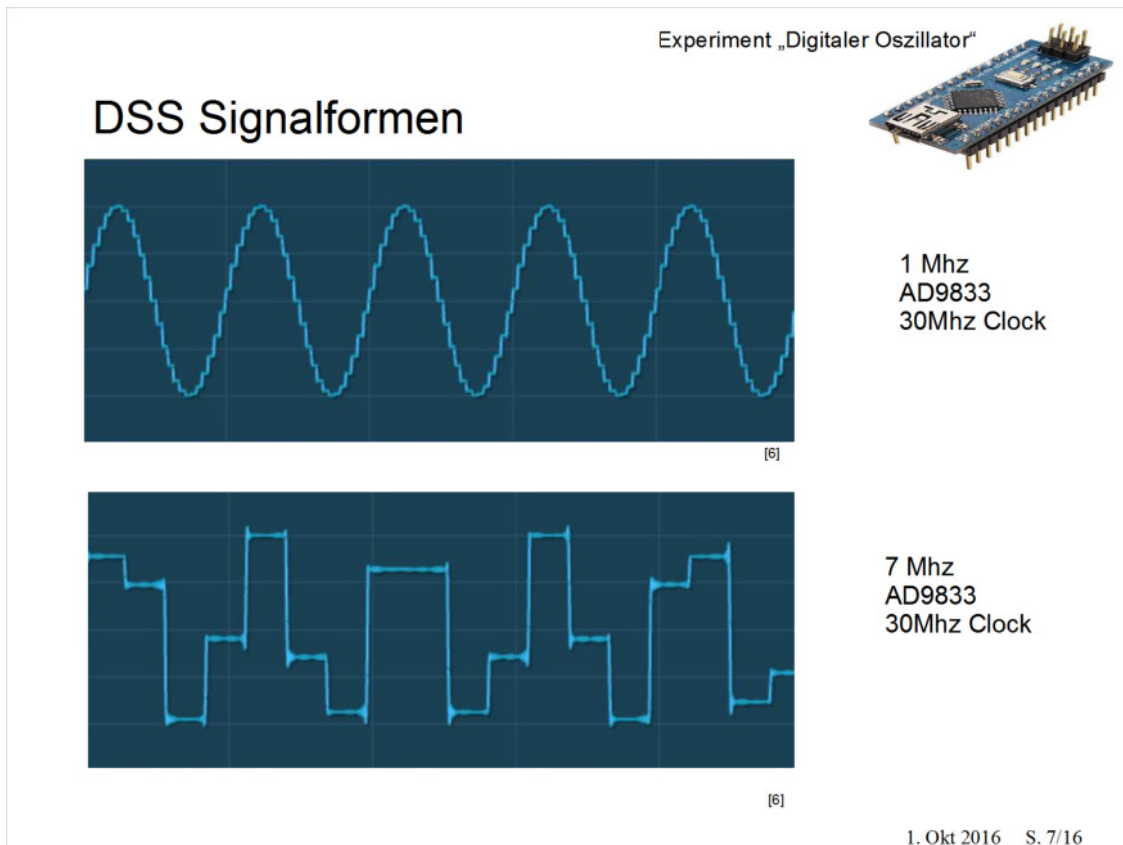 Experiment „Digitaler Oszillator“
DSS Signalformen
1 Mhz
AD9833
30Mhz Clock
[6]
7 Mhz
AD9833
30Mhz Clock
[6]
1. Okt 2016 S. 7/16